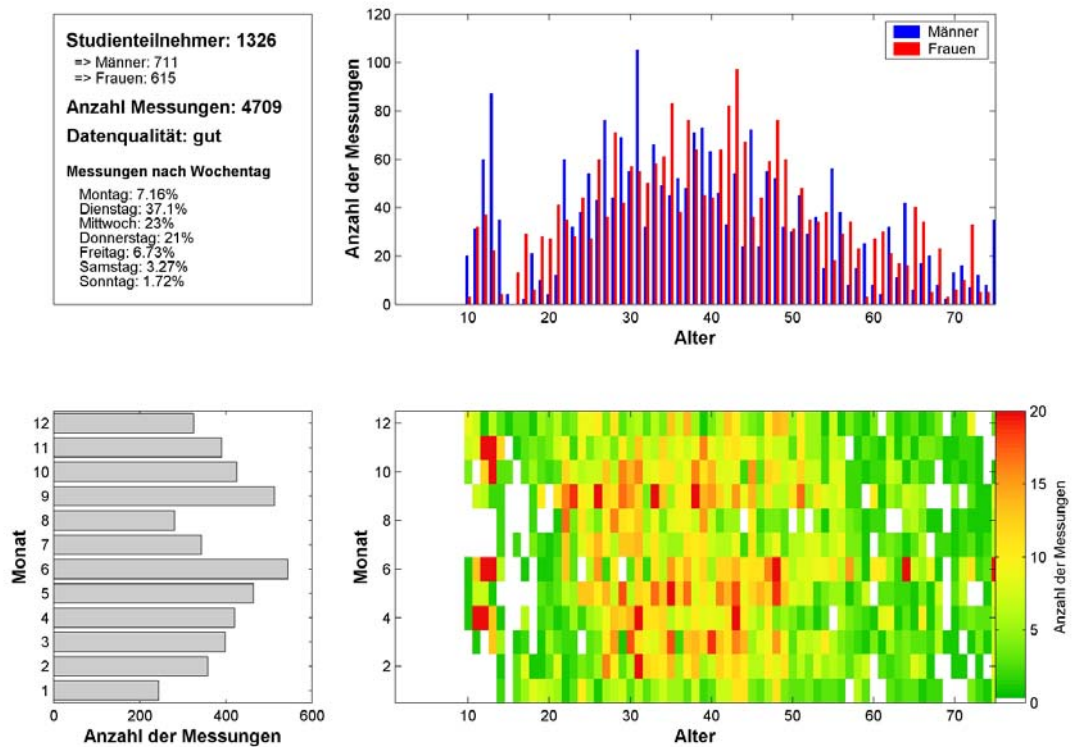 Studienteilnehmer: 1326
=> Männer: 711
=> Frauen: 615
Anzahl Messungen: 4709
Datenqualität: gut
Messungen nach Wochentag
Montag: 7.16%
Dienstag: 37.1%
Mittwoch: 23%
Donnerstag: 21%
Freitag: 6.73%
Samstag: 3.27%
Sonntag: 1.72%
Anzahl der Messungen
120
100
80
60
40
20
0
10 20 30 40 50 60 70
Alter
Männer
Frauen
Monat
12
11
10
9
8
7
6
5
4
3
2
1
0 200 400 600
Anzahl der Messungen
Monat
12
10
8
6
4
2
10 20 30 40 50 60 70
Alter
20
15
10
5
0
Anzahl der Messungen